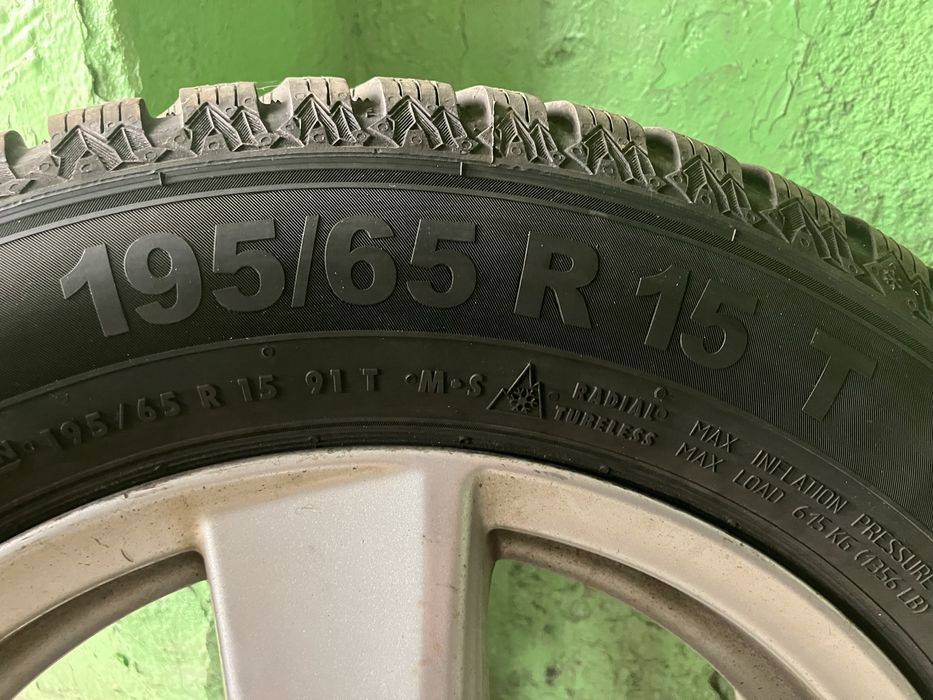 195/65 R 15 T
195/65 R 15 91 T •M•S
RADIAL
TUBELESS
MAX INFLATION PRESSURE
MAX LOAD 615 KG (1356 LB)